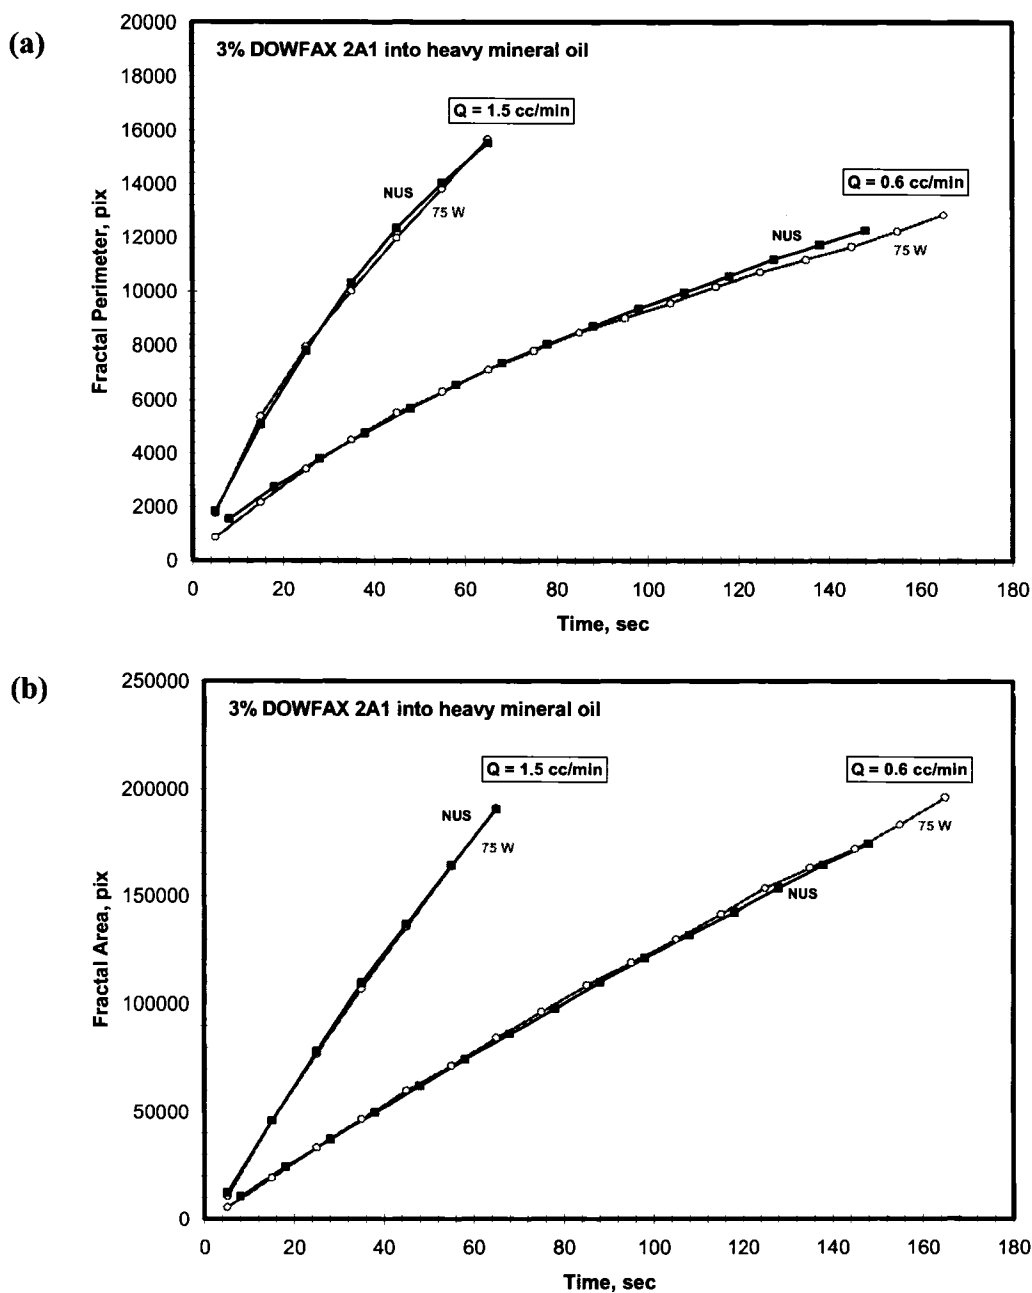 (a)
20000
3% DOWFAX 2A1 into heavy mineral oil
18000
Q = 1.5 cc/min
16000
14000
NUS
75 W
Q = 0.6 cc/min
12000
NUS
75 W
10000
8000
6000
4000
2000
0
Fractal Perimeter, pix
0 20 40 60 80 100 120 140 160 180
Time, sec
(b)
250000
3% DOWFAX 2A1 into heavy mineral oil
Q = 1.5 cc/min
Q = 0.6 cc/min
200000
NUS
75 W
75 W
150000
NUS
100000
50000
0
Fractal Area, pix
0 20 40 60 80 100 120 140 160 180
Time, sec